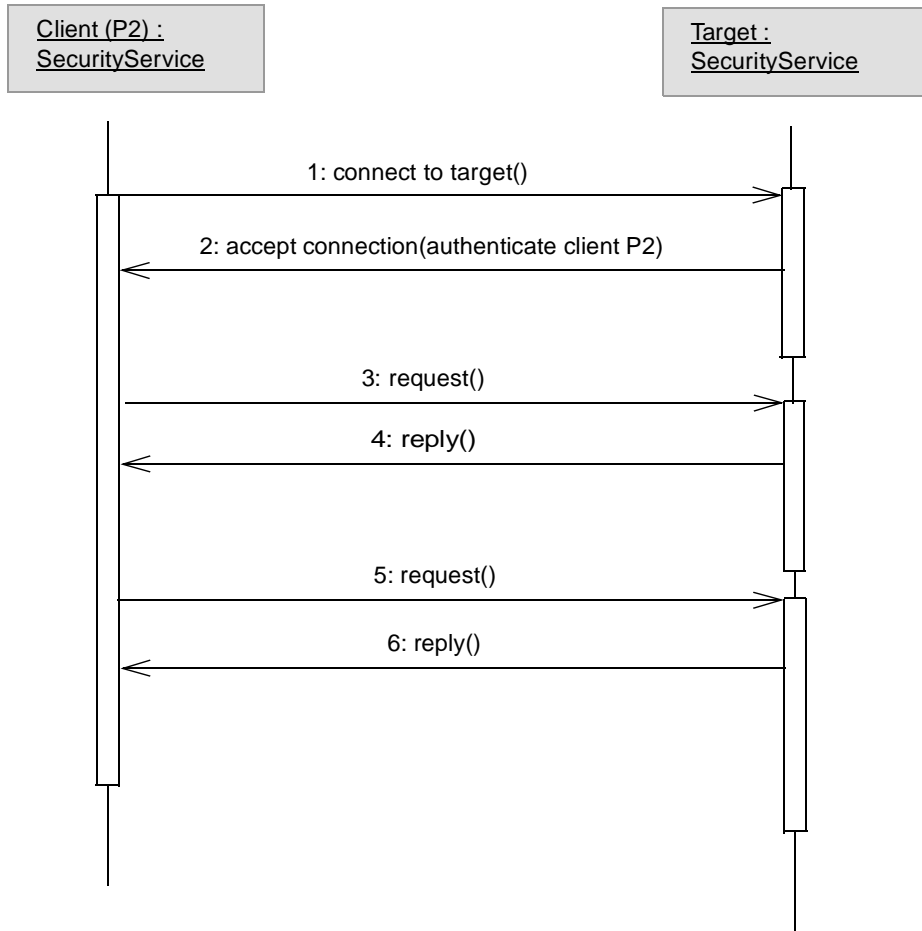 Client (P2) :
SecurityService
Target :
SecurityService
1: connect to target()
2: accept connection(authenticate client P2)
3: request()
4: reply()
5: request()
6: reply()